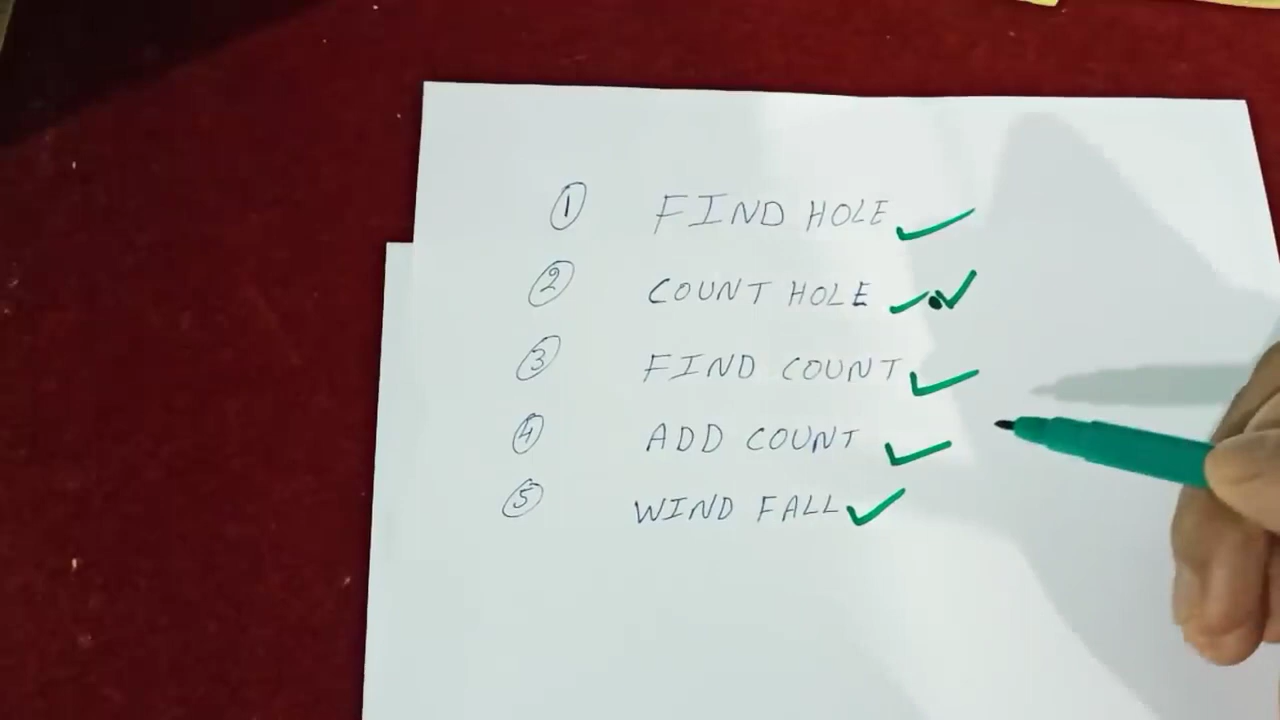 ① FIND HOLE ✓
② COUNT HOLE ✓.✓
③ FIND COUNT ✓
④ ADD COUNT ✓
⑤ WIND FALL ✓